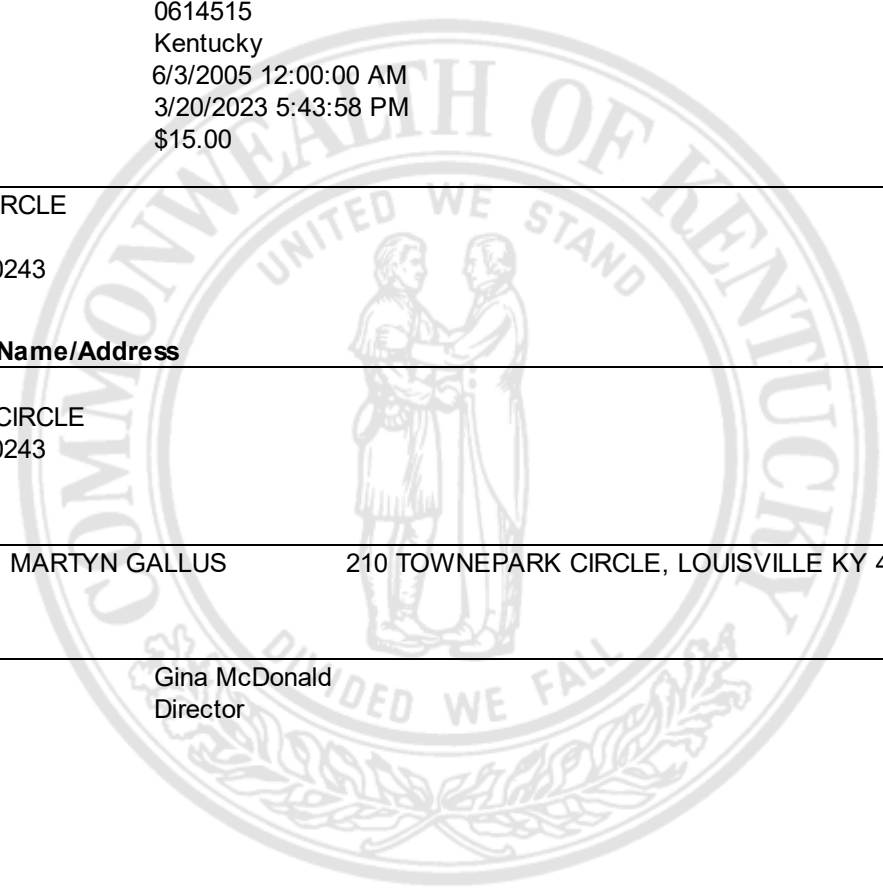 0614515
Kentucky
6/3/2005 12:00:00 AM
3/20/2023 5:43:58 PM
$15.00
COMMONWEALTH OF KENTUCKY
UNITED WE STAND
RCLE
0243
Name/Address
CIRCLE
0243
MARTYN GALLUS 210 TOWNEPARK CIRCLE, LOUISVILLE KY 4
DIVIDED WE FALL
Gina McDonald
Director